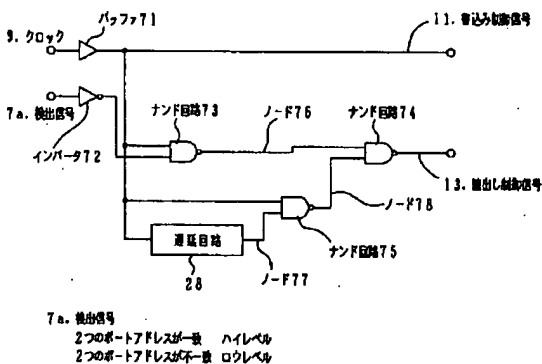 バッファ71
9. クロック
11. 書込み制御信号
7a. 検出信号
インバータ72
ナンド回路73
ノード76
ナンド回路74
13. 読出し制御信号
ノード78
ナンド回路75
遅延回路
28
ノード77
7a. 検出信号
2つのポートアドレスが一致 ハイレベル
2つのポートアドレスが不一致 ロウレベル